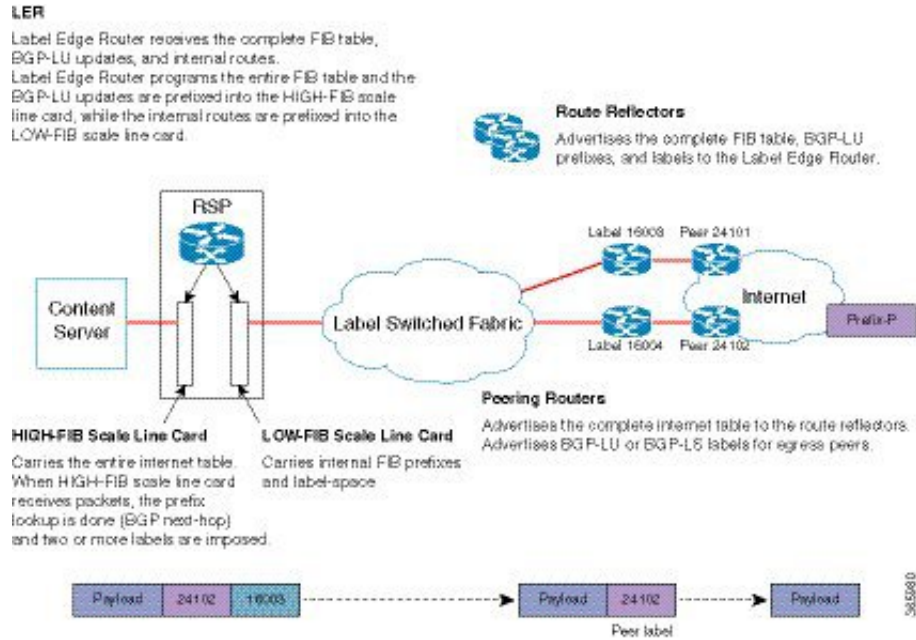 LER
Label Edge Router receives the complete FIB table,
BGP-LU updates, and internal routes.
Label Edge Router programs the entire FIB table and the
BGP-LU updates are prefixed into the HIGH-FIB scale
line card, while the internal routes are prefixed into the
LOW-FIB scale line card.
Route Reflectors
Advertises the complete FIB table, BGP-LU
prefixes, and labels to the Label Edge Router.
RSP
Label 16003
Peer 24101
Content
Server
Label Switched Fabric
Internet
Prefix-P
Label 16004
Peer 24102
Peering Routers
Advertises the complete internet table to the route reflectors.
Advertises BGP-LU or BGP-LS labels for egress peers.
HIGH-FIB Scale Line Card
Carries the entire internet table.
When HIGH-FIB scale line card
receives packets, the prefix
lookup is done (BGP next-hop)
and two or more labels are imposed.
LOW-FIB Scale Line Card
Carries internal FIB prefixes
and label-space
Payload 24102 16003
Payload 24102
Payload
Peer label
365980